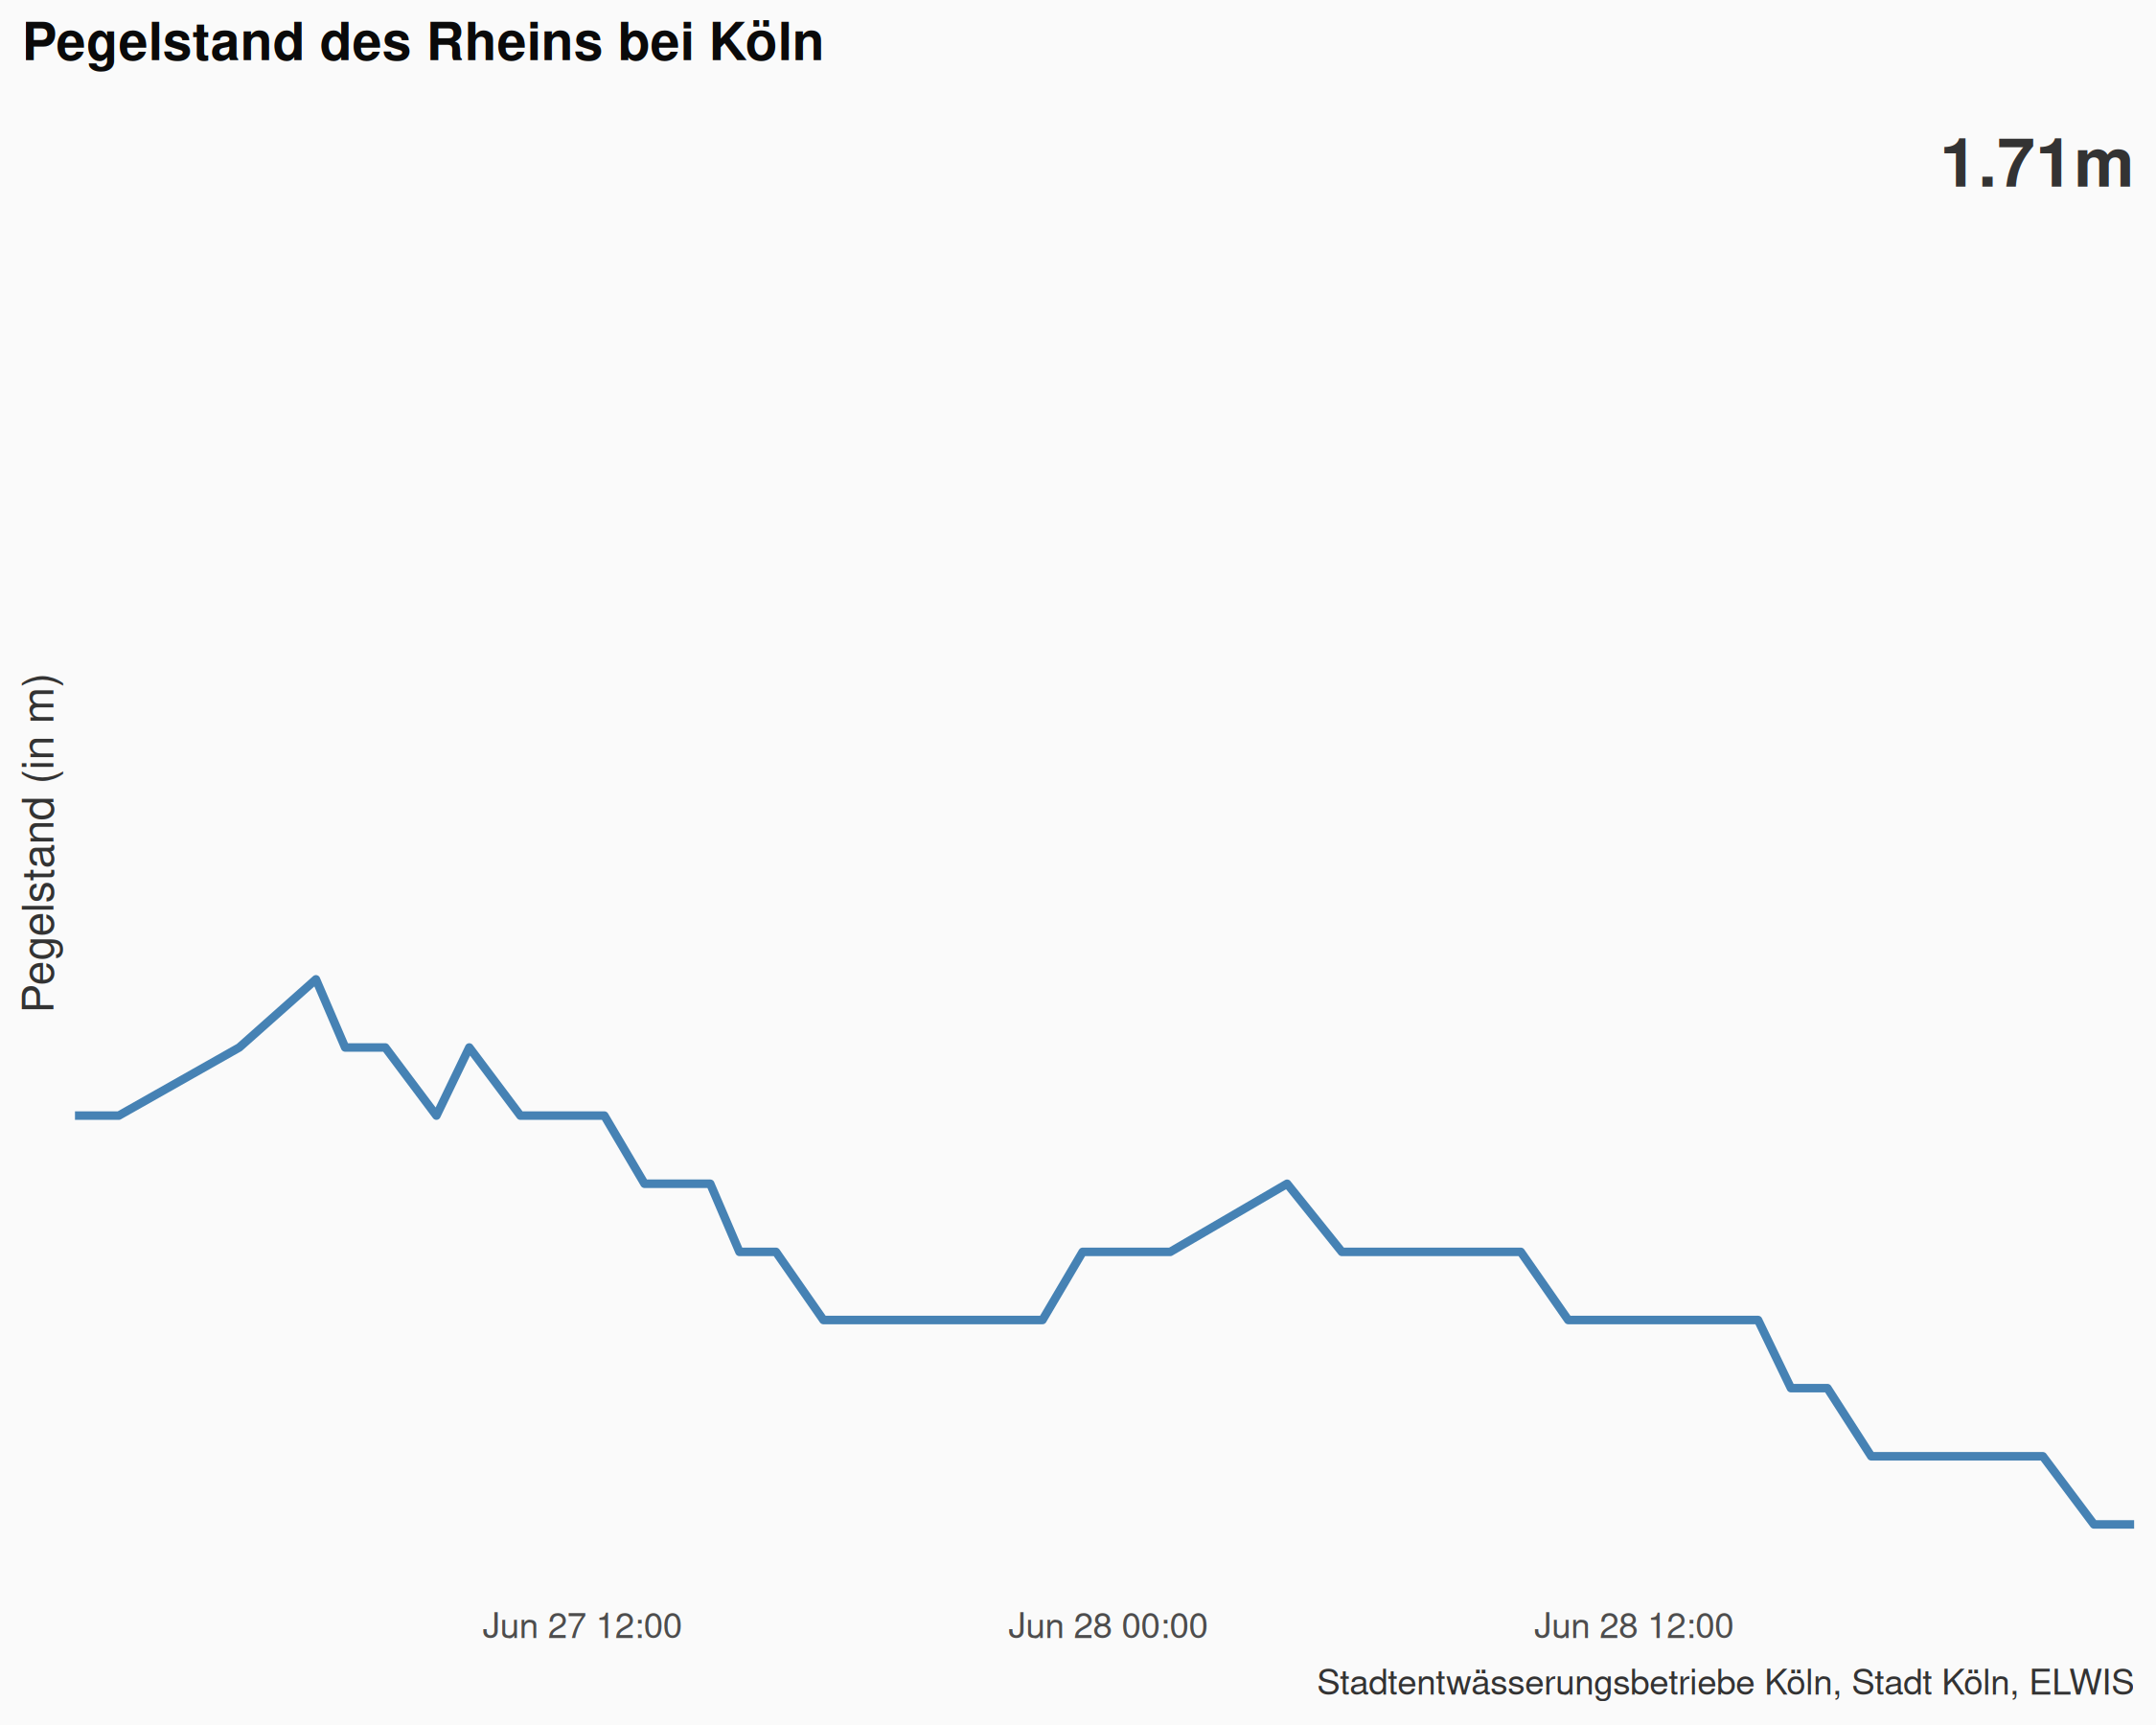 Pegelstand des Rheins bei Köln
1.71m
Pegelstand (in m)
Jun 27 12:00
Jun 28 00:00
Jun 28 12:00
Stadtentwässerungsbetriebe Köln, Stadt Köln, ELWIS